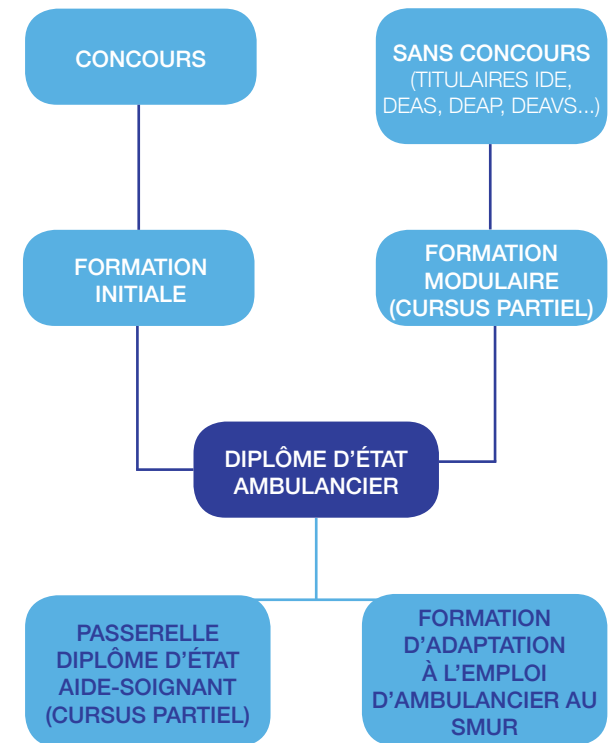 CONCOURS
SANS CONCOURS
(TITULAIRES IDE,
DEAS, DEAP, DEAVS...)
FORMATION
INITIALE
FORMATION
MODULAIRE
(CURSUS PARTIEL)
DIPLÔME D'ÉTAT
AMBULANCIER
PASSERELLE
DIPLÔME D'ÉTAT
AIDE-SOIGNANT
(CURSUS PARTIEL)
FORMATION
D'ADAPTATION
À L'EMPLOI
D'AMBULANCIER AU
SMUR